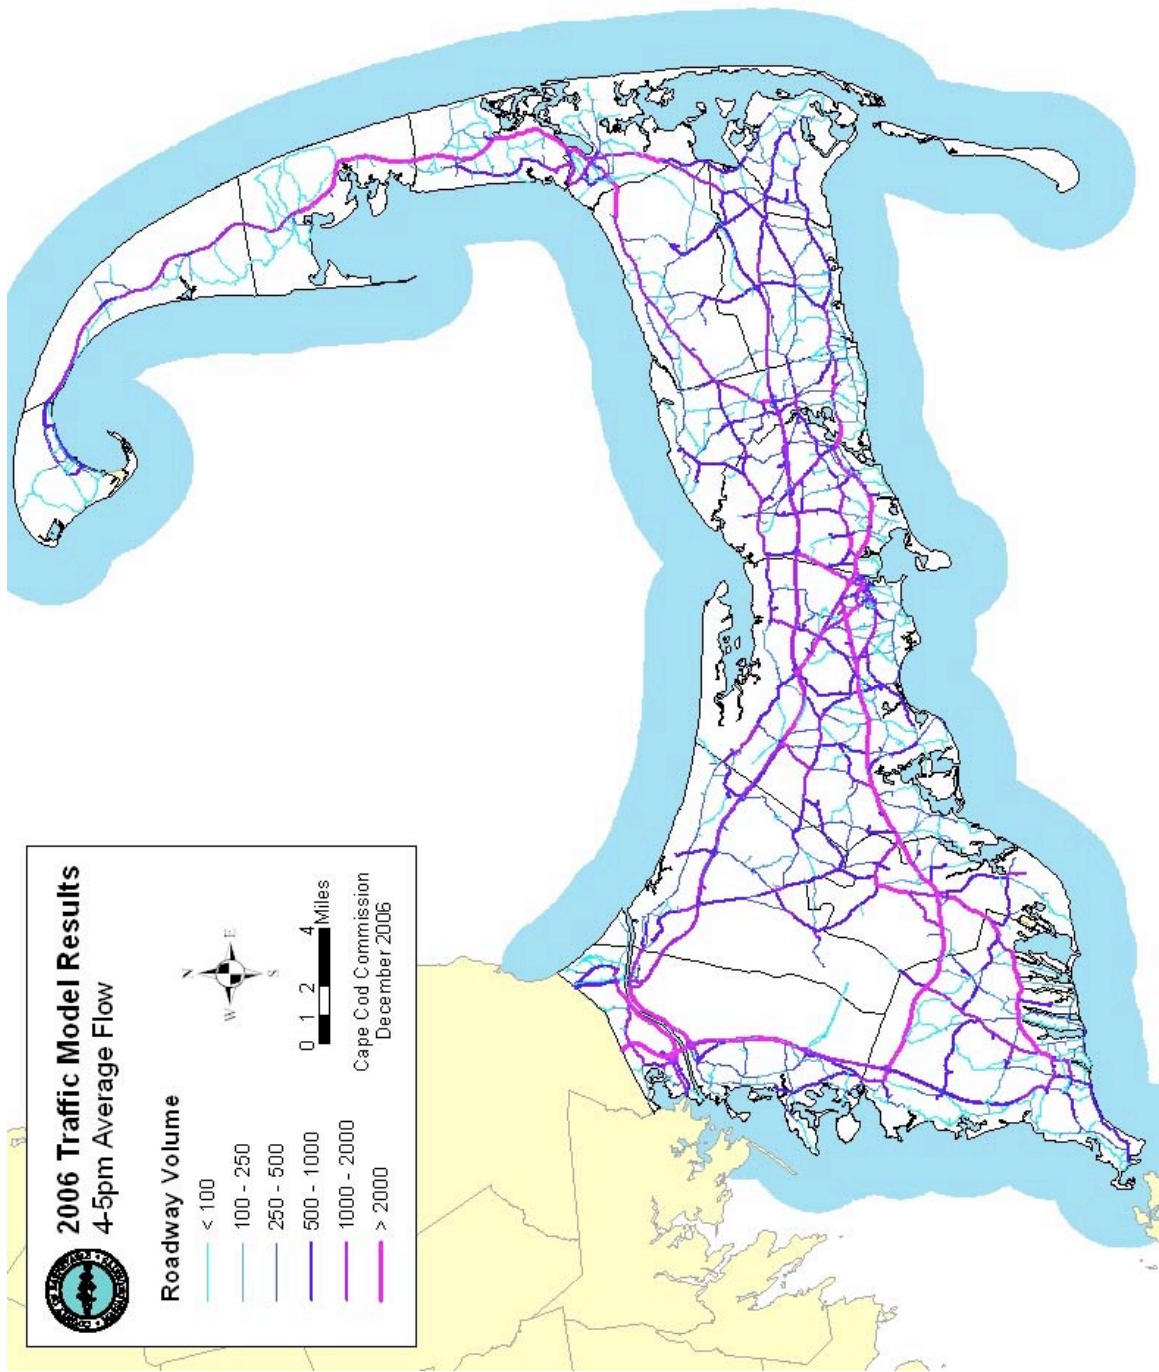 2006 Traffic Model Results
4-5pm Average Flow
Roadway Volume
< 100
100 - 250
250 - 500
500 - 1000
1000 - 2000
> 2000
N
W E
S
0 1 2 4
Miles
Cape Cod Commission
December 2006